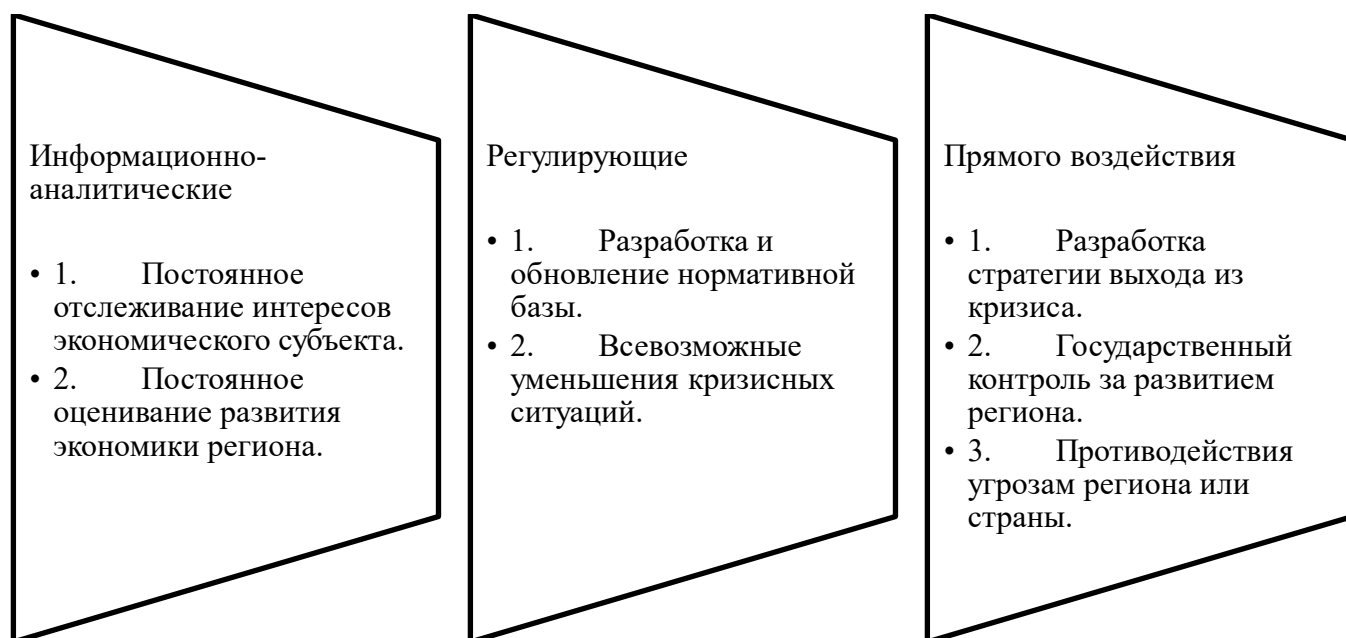 Информационно-
аналитические
• 1. Постоянное
отслеживание интересов
экономического субъекта.
• 2. Постоянное
оценивание развития
экономики региона.
Регулирующие
• 1. Разработка и
обновление нормативной
базы.
• 2. Всевозможные
уменьшения кризисных
ситуаций.
Прямого воздействия
• 1. Разработка
стратегии выхода из
кризиса.
• 2. Государственный
контроль за развитием
региона.
• 3. Противодействия
угрозам региона или
страны.